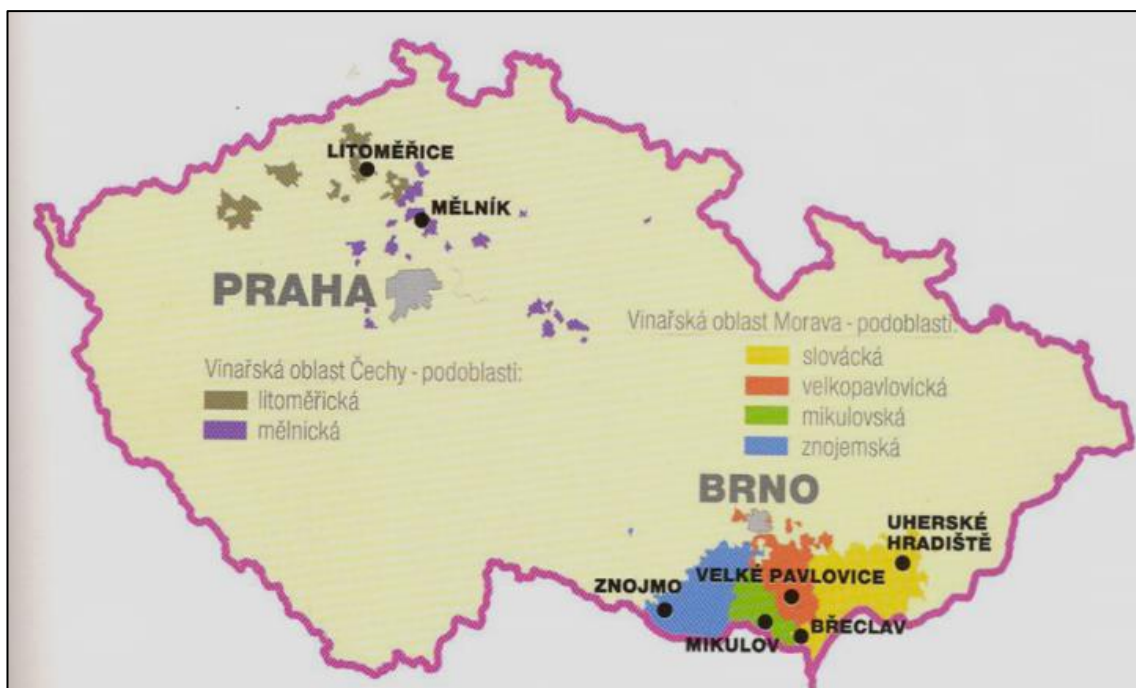 LITOMĚŘICE
MĚLNÍK
PRAHA
Vinařská oblast Čechy - podoblasti:
litoměřická
mělnická
Vinařská oblast Morava - podoblasti:
slovácká
velkopavlovická
mikulovská
znojemská
BRNO
UHERSKÉ
HRADIŠTĚ
ZNOJMO
VELKÉ PAVLOVICE
MIKULOV
BŘECLAV